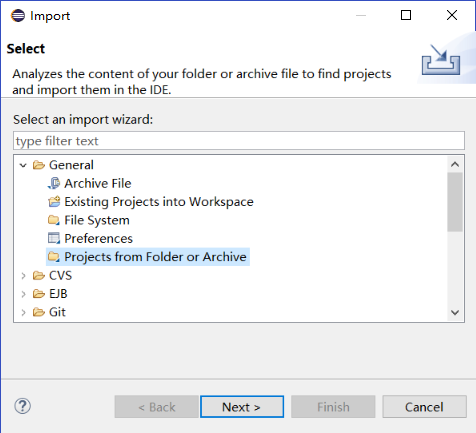 Import
Select
Analyzes the content of your folder or archive file to find projects
and import them in the IDE.
Select an import wizard:
type filter text
General
Archive File
Existing Projects into Workspace
File System
Preferences
Projects from Folder or Archive
CVS
EJB
Git
< Back
Next >
Finish
Cancel